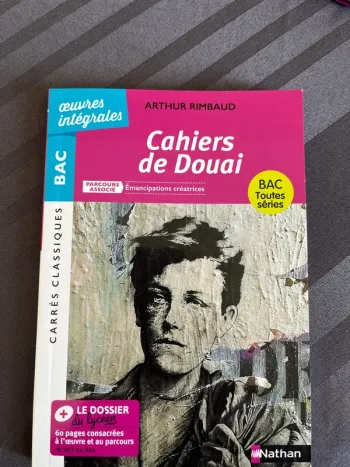 œuvres
intégrales
ARTHUR RIMBAUD
Cahiers
de Douai
PARCOURS
ASSOCIÉ
Émancipations créatrices
BAC
Toutes
séries
BAC
CARRÉS CLASSIQUES
+ LE DOSSIER
du lycéen
60 pages consacrées
à l'œuvre et au parcours
Nathan